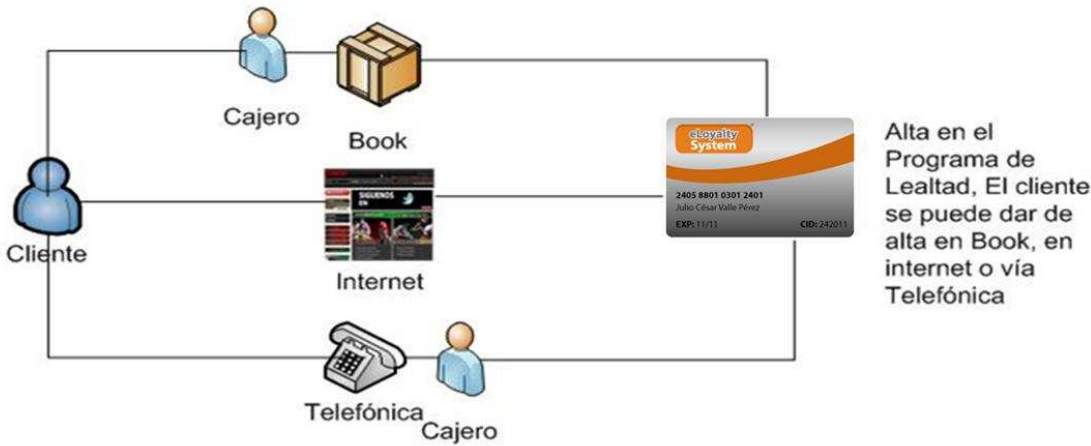 Cajero
Book
Cliente
SIGUENOS
EN
Internet
Telefónica
Cajero
eLoyalty
System
2405 8801 0301 2401
Julio César Valle Pérez
EXP: 11/11 CID: 242011
Alta en el
Programa de
Lealtad, El cliente
se puede dar de
alta en Book, en
internet o vía
Telefónica